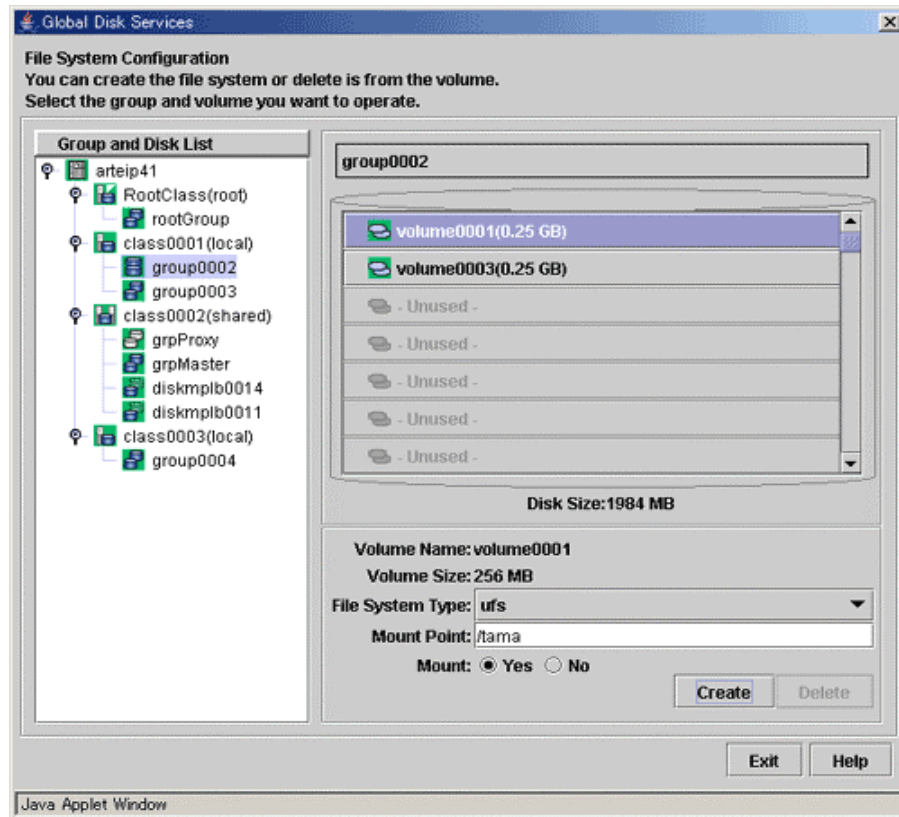 Global Disk Services
File System Configuration
You can create the file system or delete is from the volume.
Select the group and volume you want to operate.
Group and Disk List
arteip41
RootClass(root)
rootGroup
class0001(local)
group0002
group0003
class0002(shared)
grpProxy
grpMaster
diskmplb0014
diskmplb0011
class0003(local)
group0004
group0002
volume0001(0.25 GB)
volume0003(0.25 GB)
- Unused -
- Unused -
- Unused -
- Unused -
- Unused -
Disk Size:1984 MB
Volume Name: volume0001
Volume Size: 256 MB
File System Type: ufs
Mount Point: /tama
Mount: Yes No
Create Delete
Exit Help
Java Applet Window